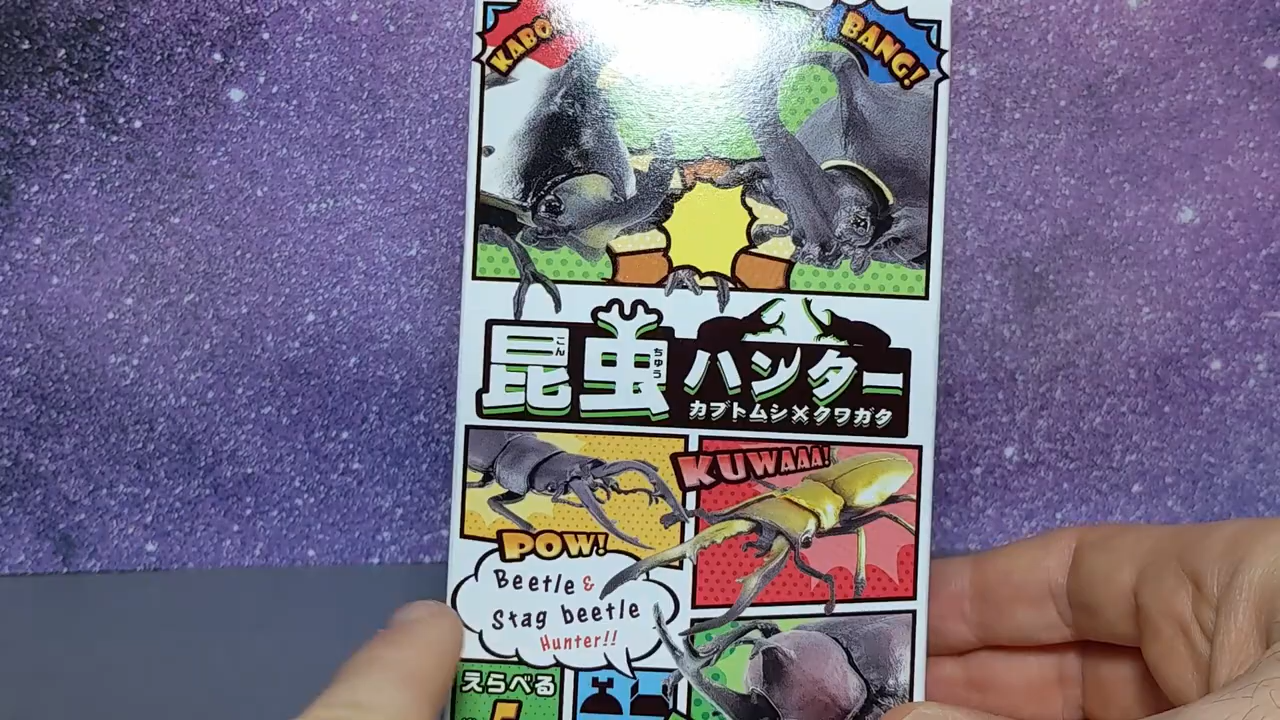 KABO
BANG!
昆虫ハンター
こん
ちゅう
カブトムシ×クワガタ
KUWAAA!
POW!
Beetle &
Stag beetle
Hunter!!
えらべる
5